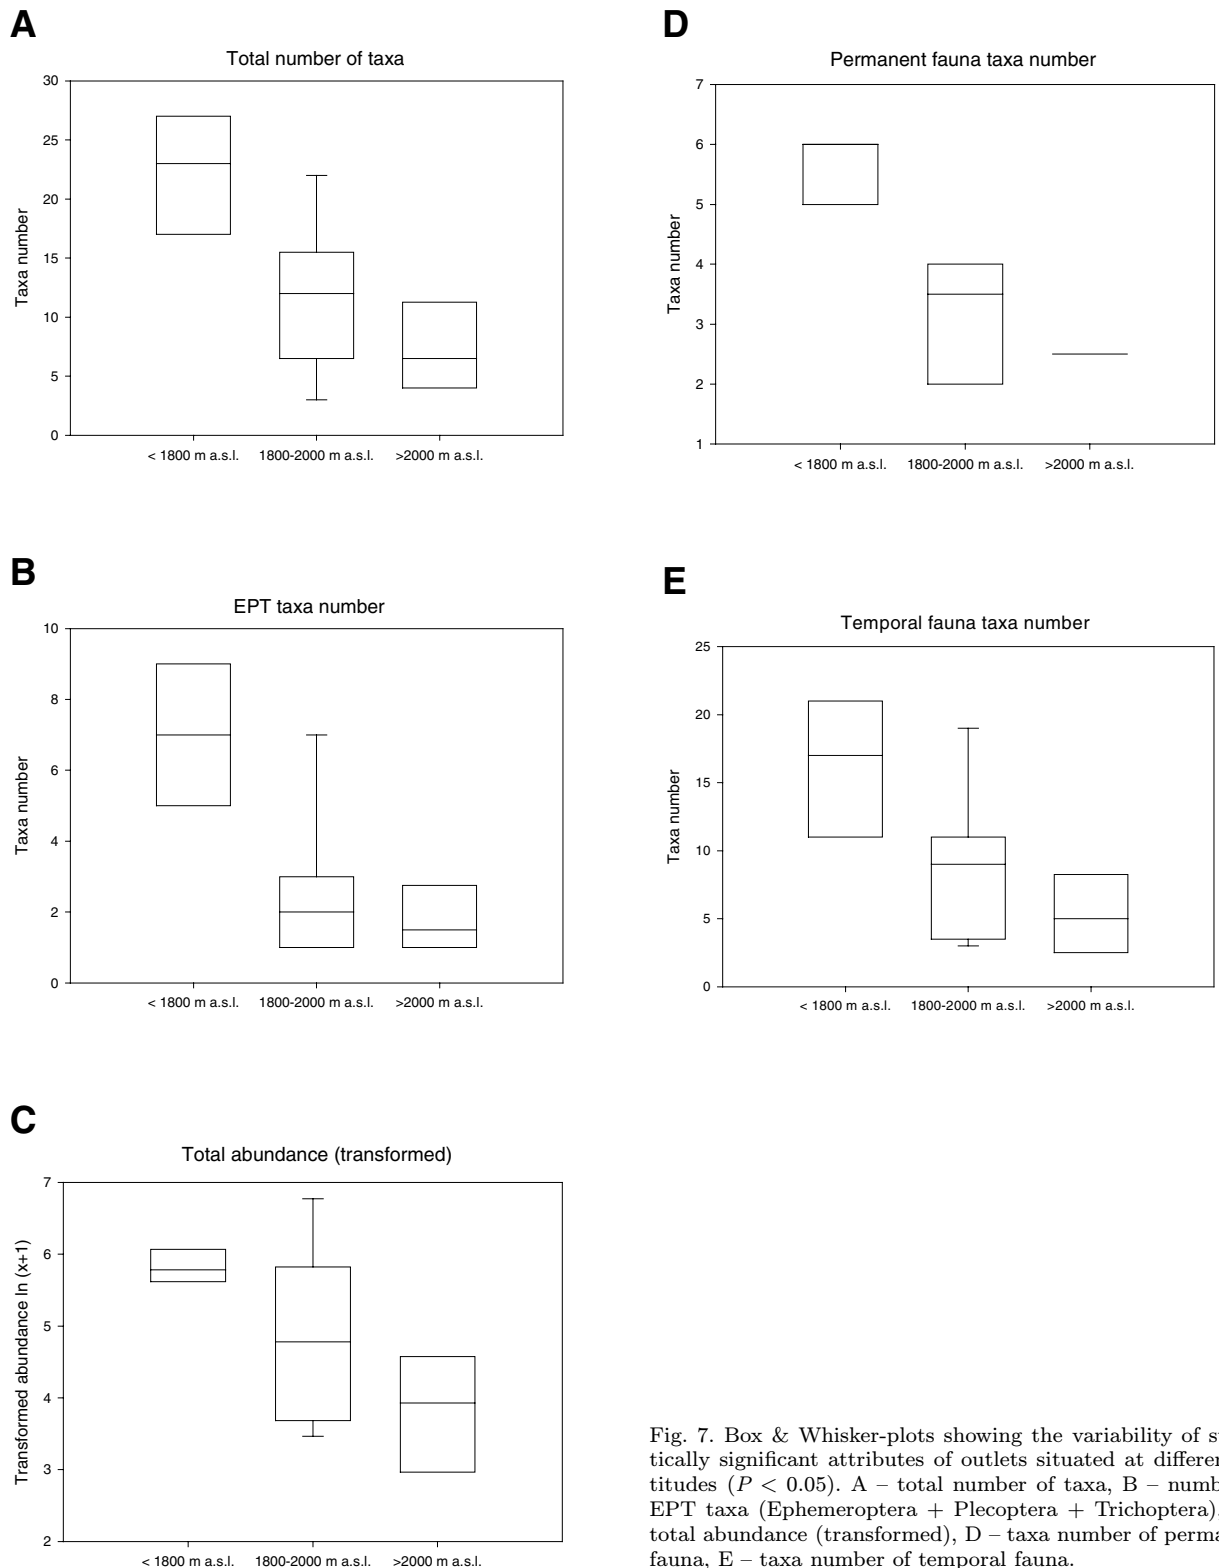 A
Total number of taxa
30
25
20
15
10
5
0
Taxa number
< 1800 m a.s.l. 1800-2000 m a.s.l. >2000 m a.s.l.
B
EPT taxa number
10
8
6
4
2
0
Taxa number
< 1800 m a.s.l. 1800-2000 m a.s.l. >2000 m a.s.l.
C
Total abundance (transformed)
7
6
5
4
3
2
Transformed abundance ln (x+1)
< 1800 m a.s.l. 1800-2000 m a.s.l. >2000 m a.s.l.
D
Permanent fauna taxa number
7
6
5
4
3
2
1
Taxa number
< 1800 m a.s.l. 1800-2000 m a.s.l. >2000 m a.s.l.
E
Temporal fauna taxa number
25
20
15
10
5
0
Taxa number
< 1800 m a.s.l. 1800-2000 m a.s.l. >2000 m a.s.l.
Fig. 7. Box & Whisker-plots showing the variability of
tically significant attributes of outlets situated at
titudes (P < 0.05). A – total number of taxa, B –
EPT taxa (Ephemeroptera + Plecoptera + Trichoptera),
total abundance (transformed), D – taxa number of
fauna, E – taxa number of temporal fauna.